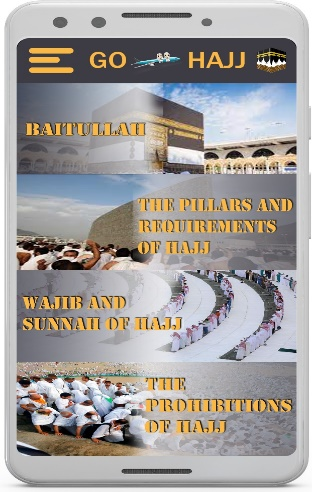 GO HAJJ
BAITULLAH
THE PILLARS AND
REQUIREMENTS
OF HAJJ
WAJIB AND
SUNNAH OF HAJJ
THE
PROHIBITIONS
OF HAJJ